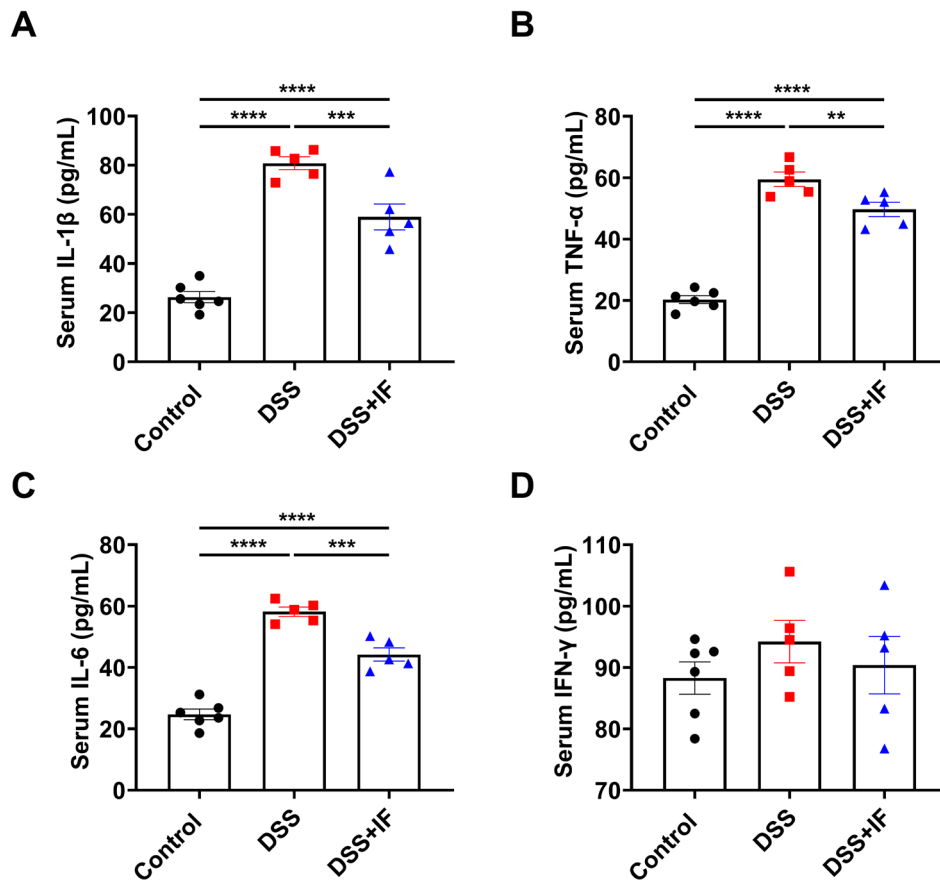 A
****
**** ***
Serum IL-1β (pg/mL)
100
80
60
40
20
0
Control
DSS
DSS+IF
B
****
**** **
Serum TNF-α (pg/mL)
80
60
40
20
0
Control
DSS
DSS+IF
C
****
**** ***
Serum IL-6 (pg/mL)
80
60
40
20
0
Control
DSS
DSS+IF
D
Serum IFN-γ (pg/mL)
110
100
90
80
70
Control
DSS
DSS+IF